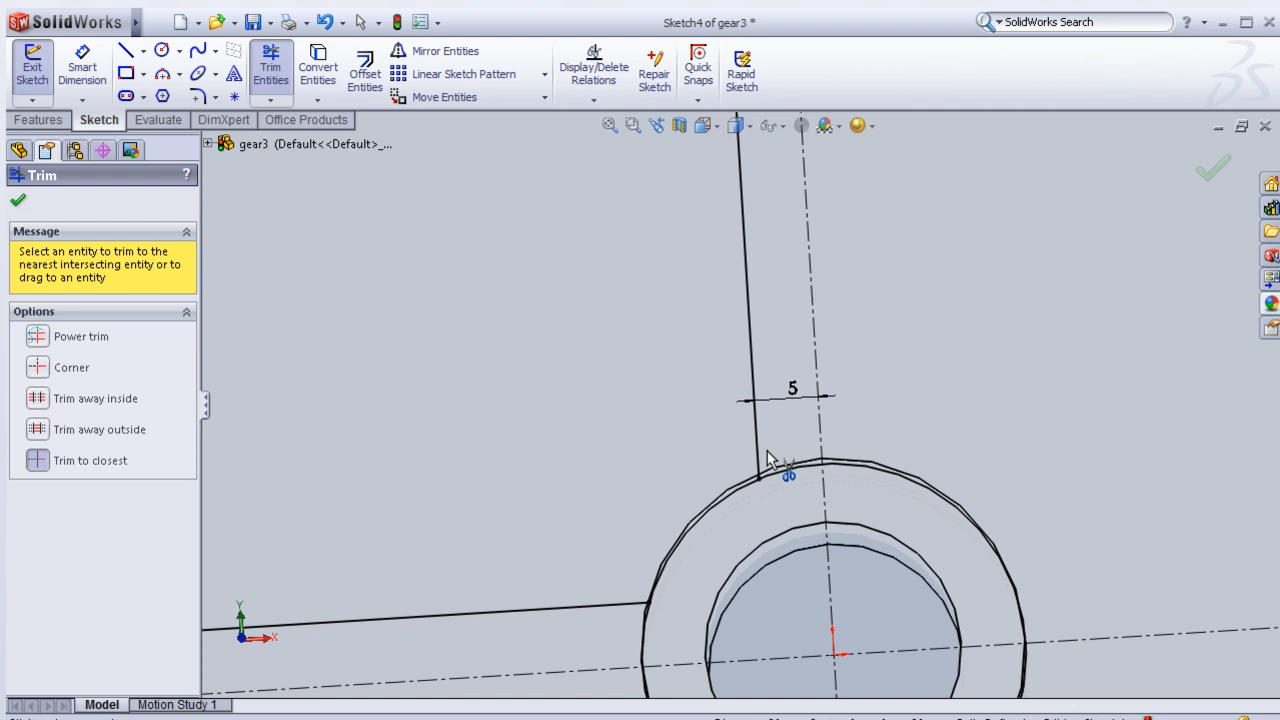 SolidWorks
Sketch4 of gear3 *
SolidWorks Search
Exit Sketch
Smart Dimension
Trim Entities
Convert Entities
Offset Entities
Mirror Entities
Linear Sketch Pattern
Move Entities
Display/Delete Relations
Repair Sketch
Quick Snaps
Rapid Sketch
Features
Sketch
Evaluate
DimXpert
Office Products
gear3 (Default<<Default>_...
Trim
?
Message
Select an entity to trim to the
nearest intersecting entity or to
drag to an entity
Options
Power trim
Corner
Trim away inside
Trim away outside
Trim to closest
5
Y
X
Model
Motion Study 1